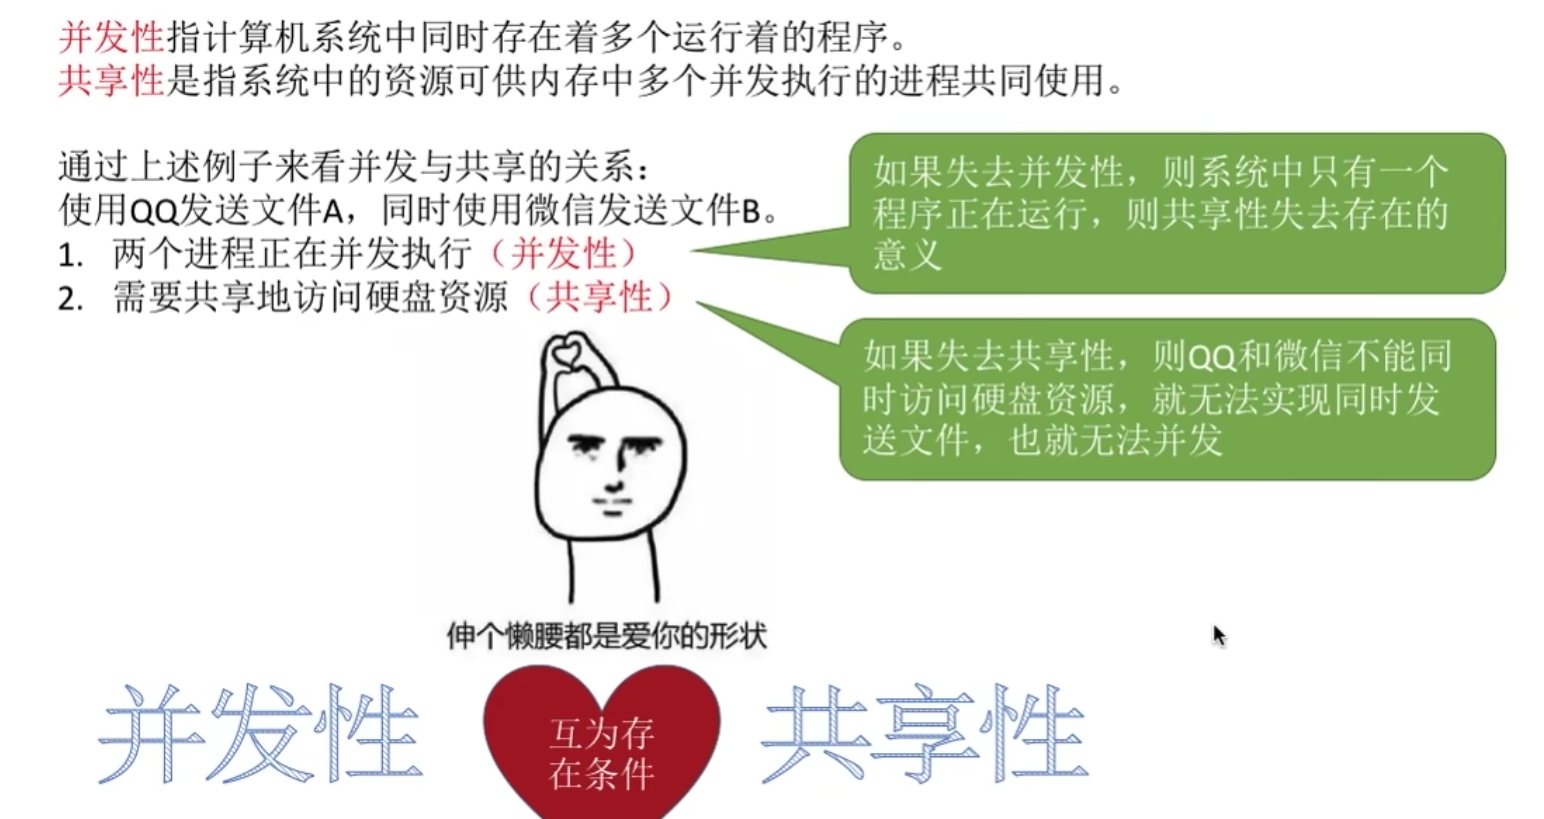 并发性指计算机系统中同时存在着多个运行着的程序。
共享性是指系统中的资源可供内存中多个并发执行的进程共同使用。
通过上述例子来看并发与共享的关系：
使用QQ发送文件A，同时使用微信发送文件B。
1. 两个进程正在并发执行（并发性）
2. 需要共享地访问硬盘资源（共享性）
如果失去并发性，则系统中只有一个
程序正在运行，则共享性失去存在的
意义
如果失去共享性，则QQ和微信不能同
时访问硬盘资源，就无法实现同时发
送文件，也就无法并发
伸个懒腰都是爱你的形状
并发性
互为存
在条件
共享性